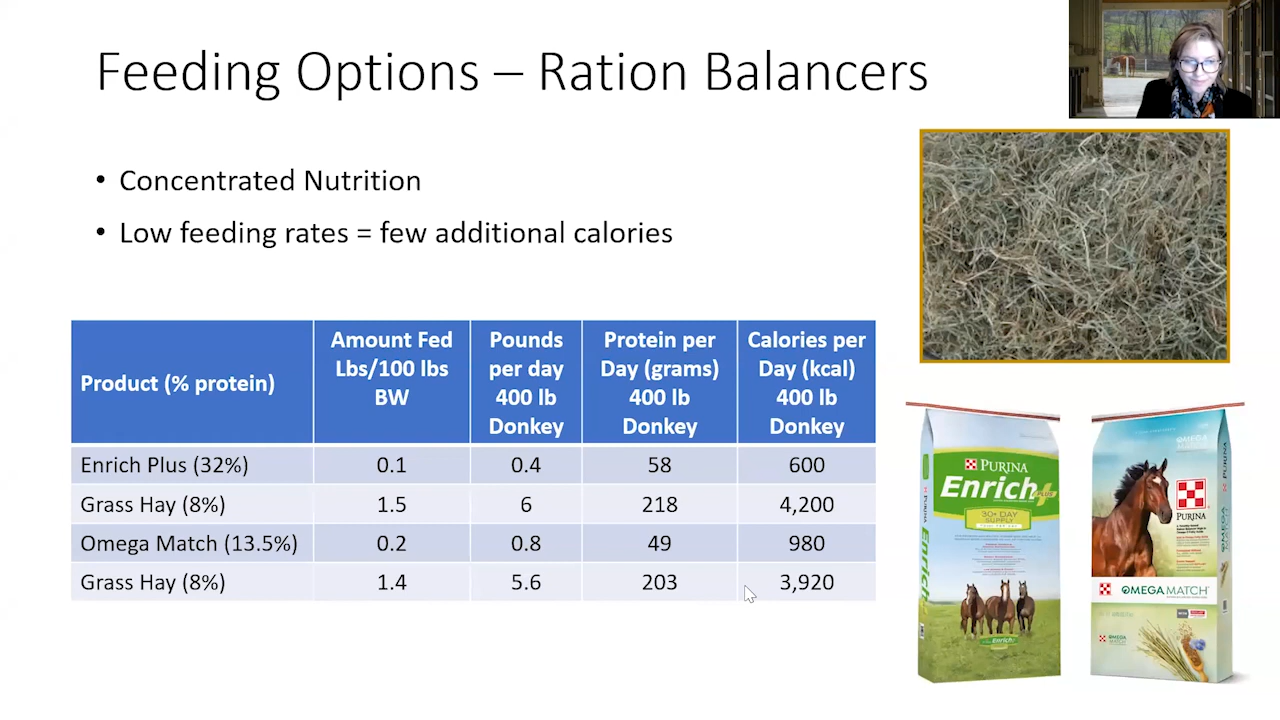 Feeding Options – Ration Balancers
• Concentrated Nutrition
• Low feeding rates = few additional calories
Product (% protein)
Amount Fed
Lbs/100 lbs
BW
Pounds
per day
400 lb
Donkey
Protein per
Day (grams)
400 lb
Donkey
Calories per
Day (kcal)
400 lb
Donkey
Enrich Plus (32%) 0.1 0.4 58 600
Grass Hay (8%) 1.5 6 218 4,200
Omega Match (13.5%) 0.2 0.8 49 980
Grass Hay (8%) 1.4 5.6 203 3,920
PURINA
Enrich
PLUS
30+ DAY
SUPPLY
Enrich
PURINA
OMEGA MATCH